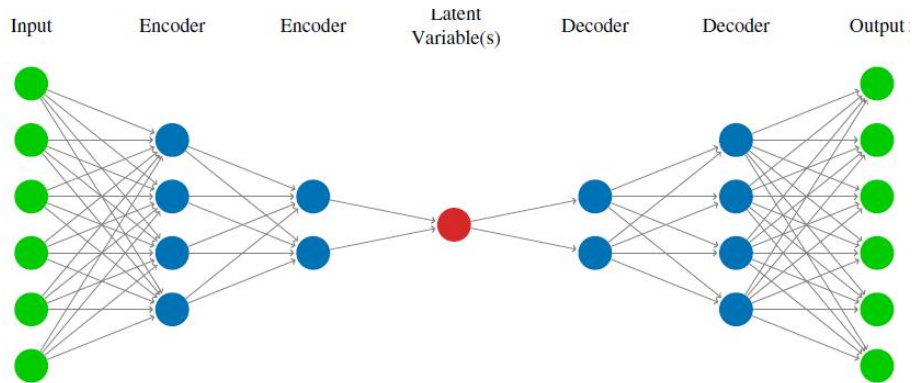 Input
Encoder
Encoder
Latent
Variable(s)
Decoder
Decoder
Output